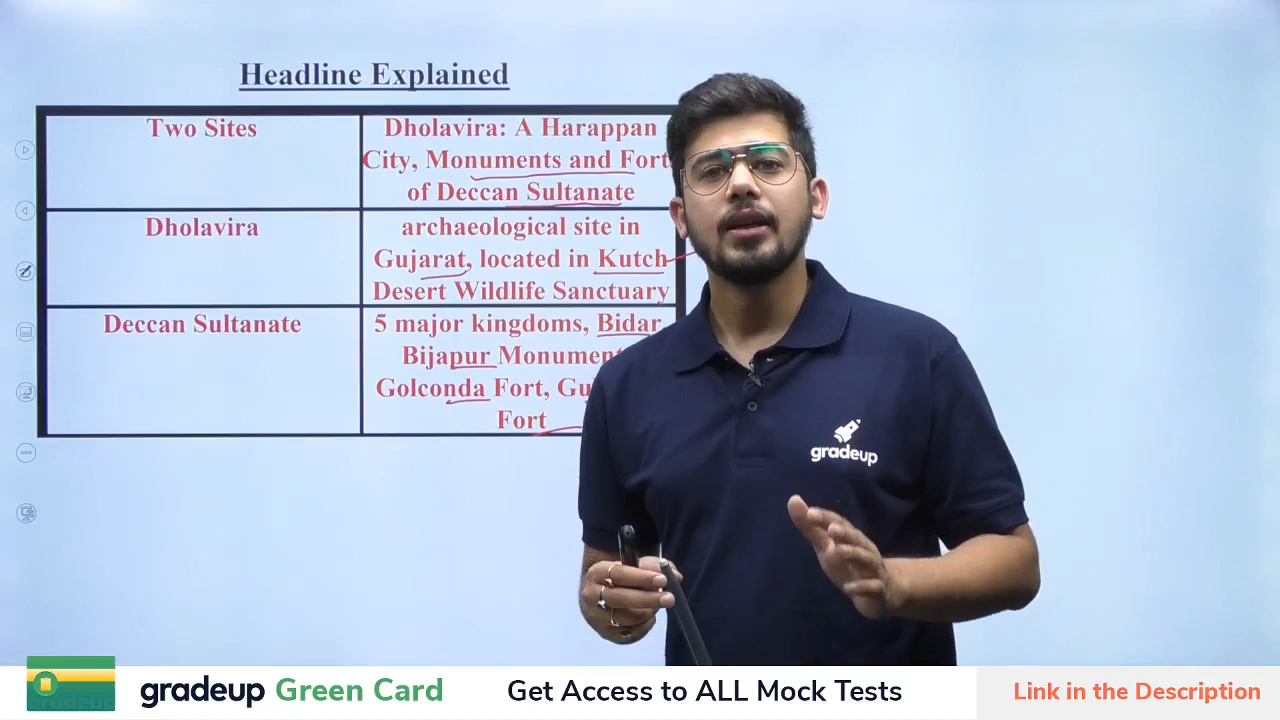 Headline Explained
Two Sites
Dholavira: A Harappan
City, Monuments and Fort
of Deccan Sultanate
Dholavira
archaeological site in
Gujarat, located in Kutch
Desert Wildlife Sanctuary
Deccan Sultanate
5 major kingdoms, Bidar,
Bijapur Monument
Golconda Fort, Gu
Fort
gradeup
gradeup Green Card
Get Access to ALL Mock Tests
Link in the Description